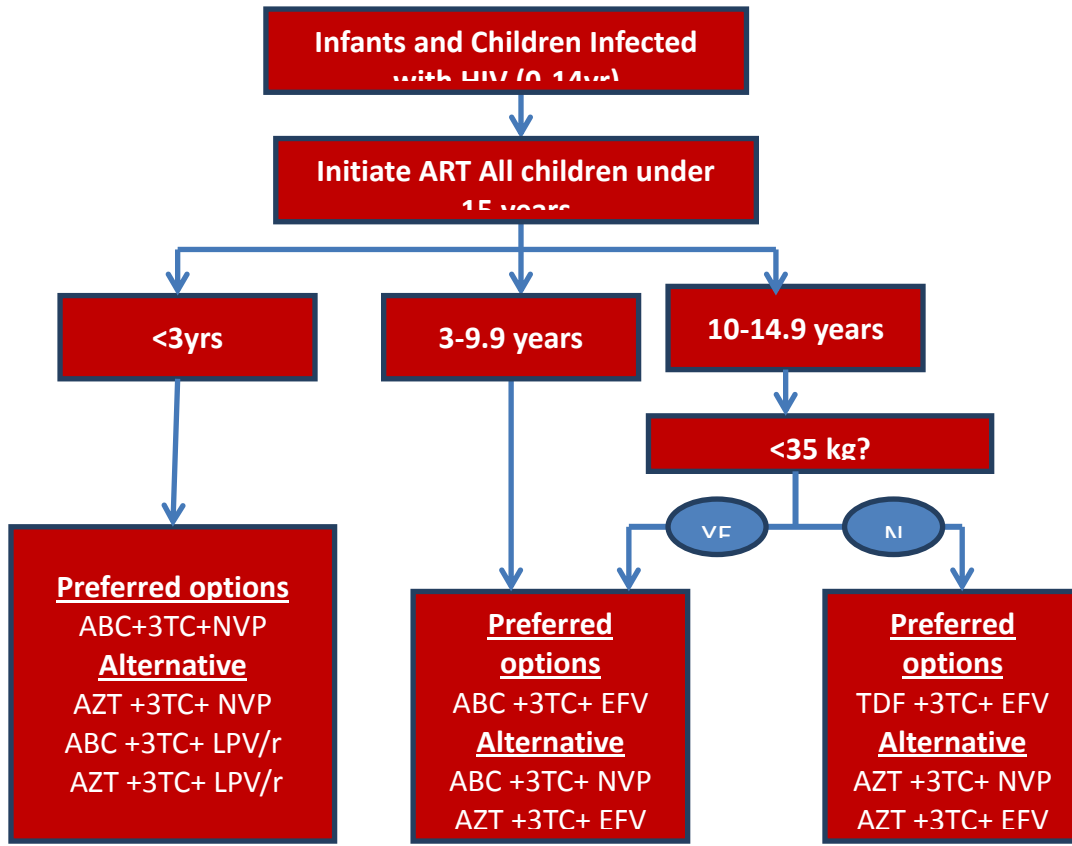 Infants and Children Infected
with HIV (0-14yr)
Initiate ART All children under
15 years
<3yrs
3-9.9 years
10-14.9 years
<35 kg?
Preferred options
ABC+3TC+NVP
Alternative
AZT +3TC+ NVP
ABC +3TC+ LPV/r
AZT +3TC+ LPV/r
Preferred
options
ABC +3TC+ EFV
Alternative
ABC +3TC+ NVP
AZT +3TC+ EFV
Preferred
options
TDF +3TC+ EFV
Alternative
AZT +3TC+ NVP
AZT +3TC+ EFV